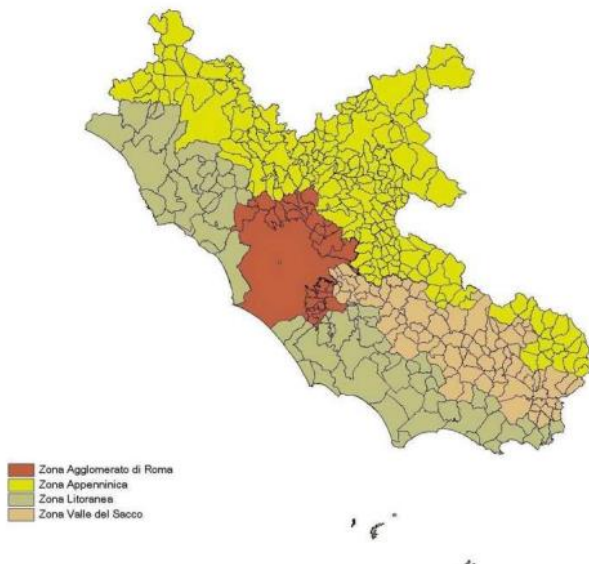 Zona Agglomerato di Roma
Zona Appenninica
Zona Litoranea
Zona Valle del Sacco